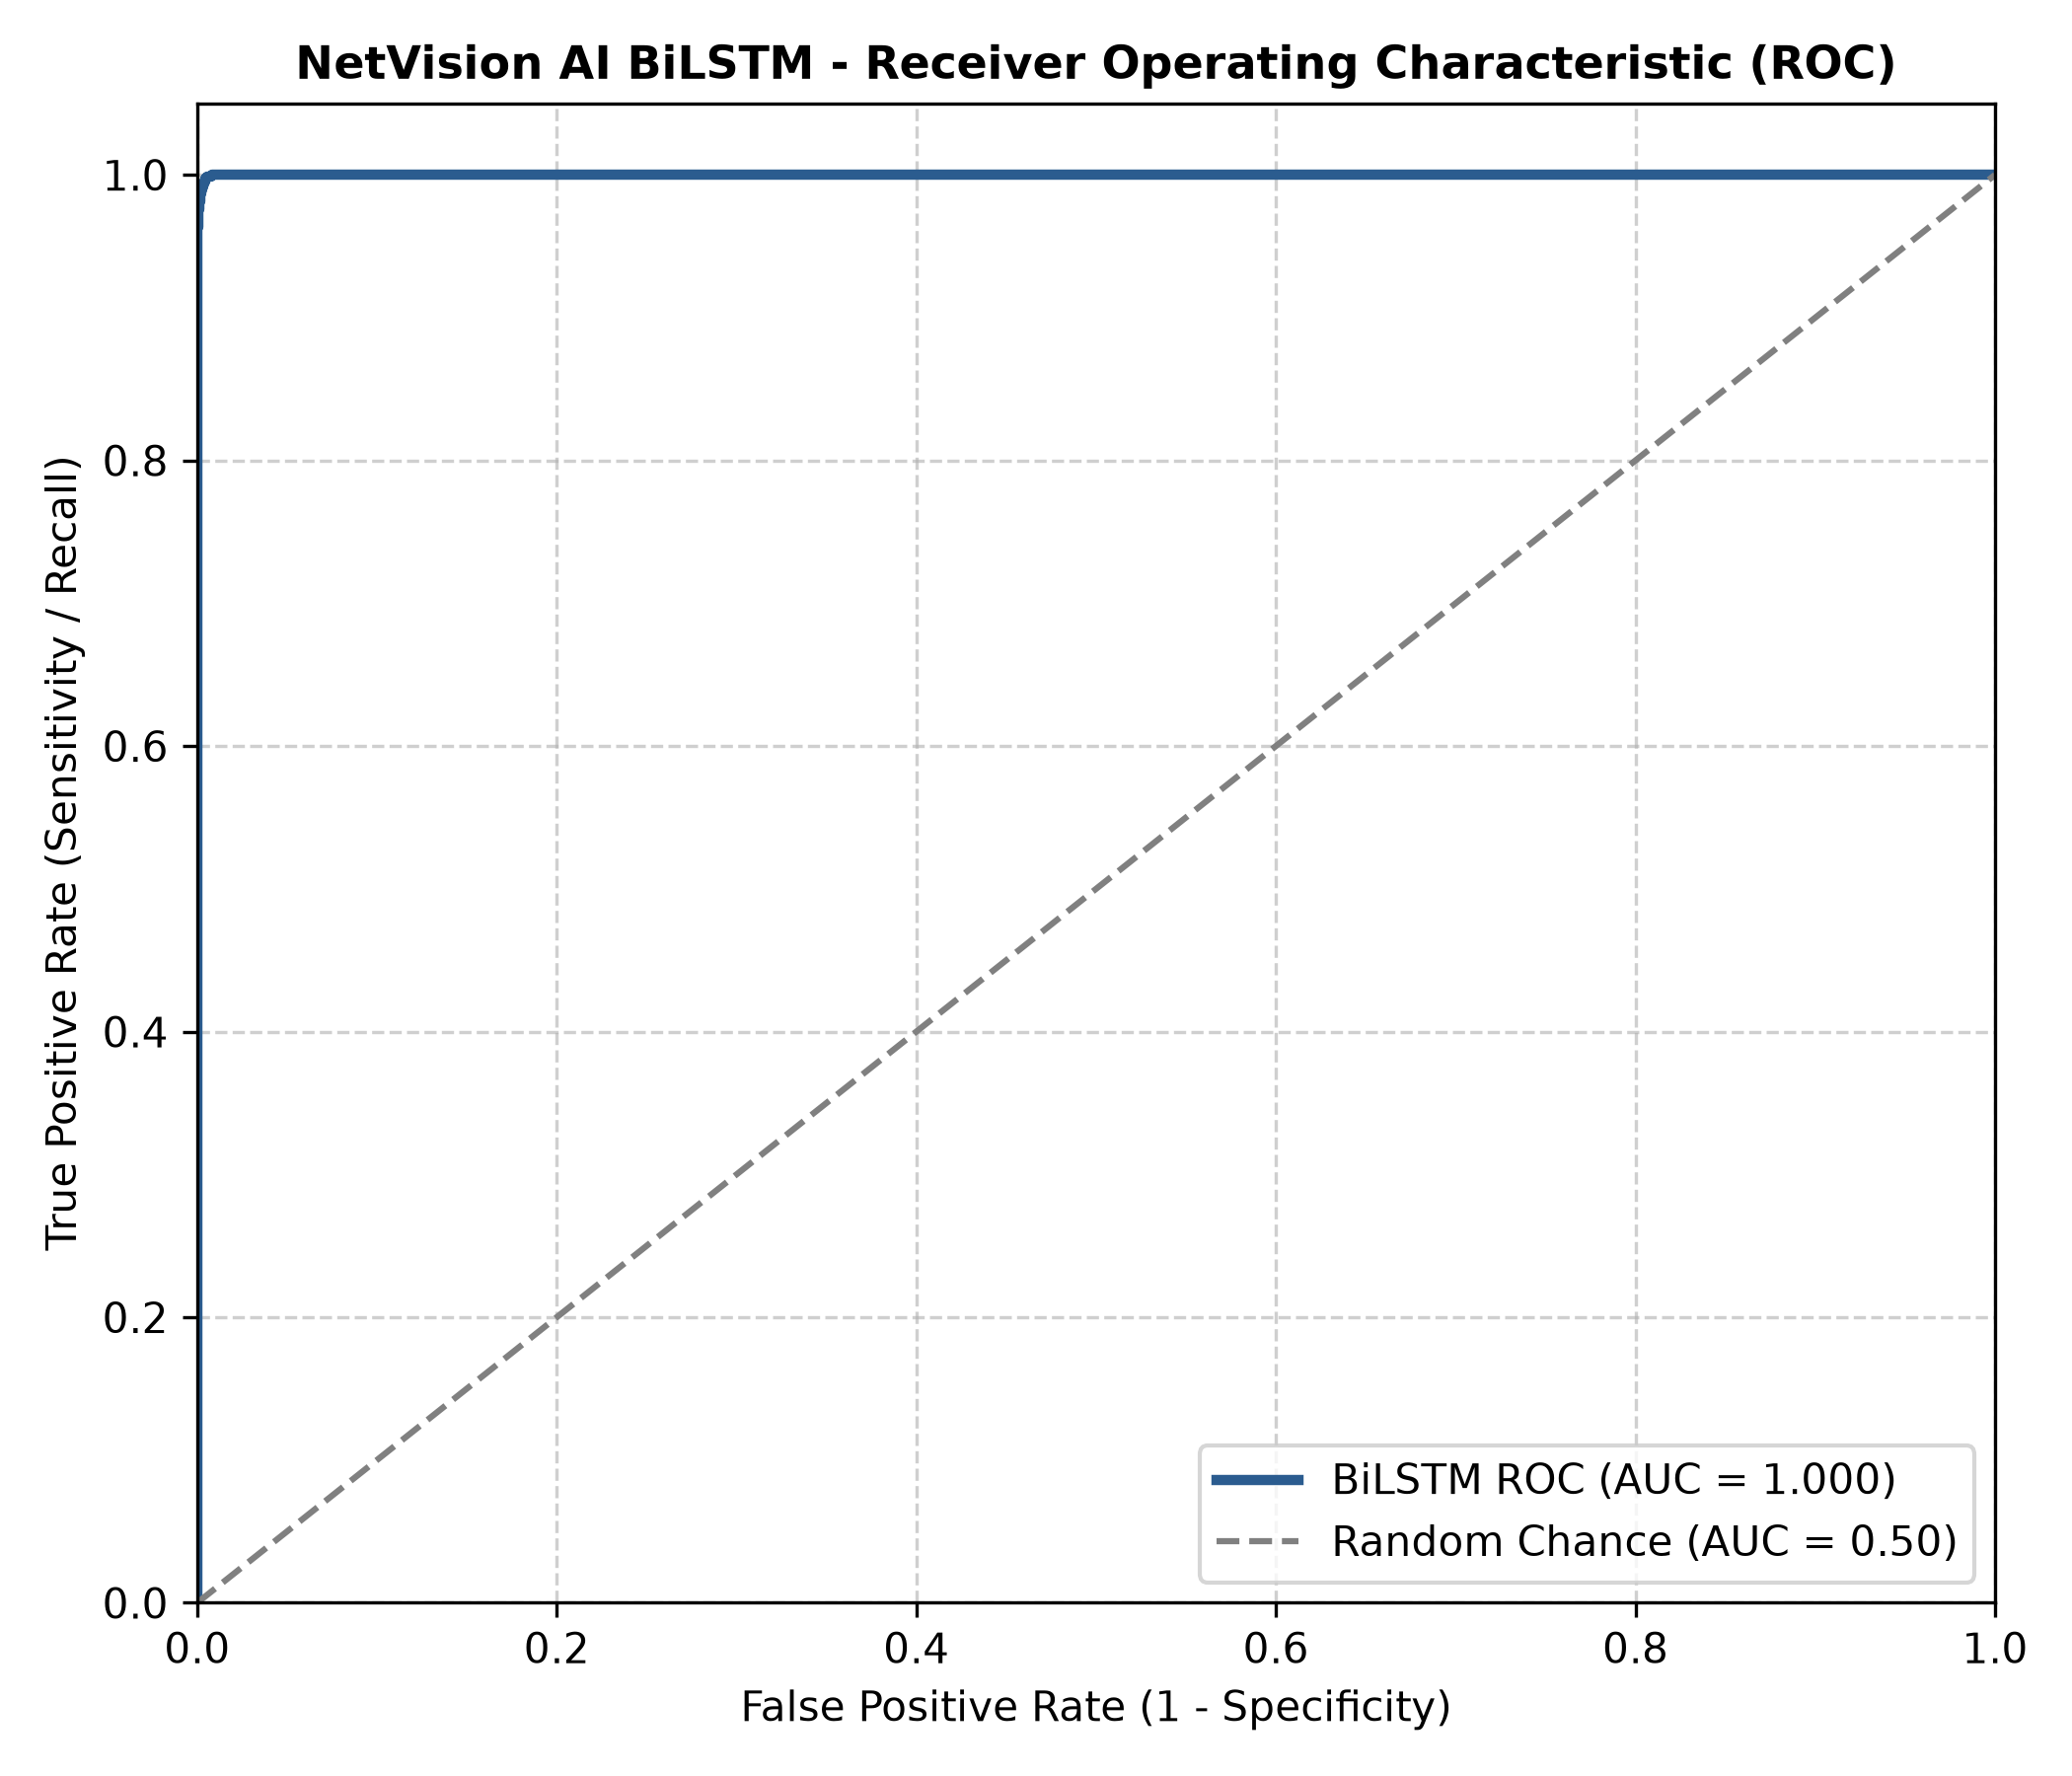 NetVision AI BiLSTM - Receiver Operating Characteristic (ROC)
True Positive Rate (Sensitivity / Recall)
1.0
0.8
0.6
0.4
0.2
0.0
BiLSTM ROC (AUC = 1.000)
Random Chance (AUC = 0.50)
0.0 0.2 0.4 0.6 0.8 1.0
False Positive Rate (1 - Specificity)